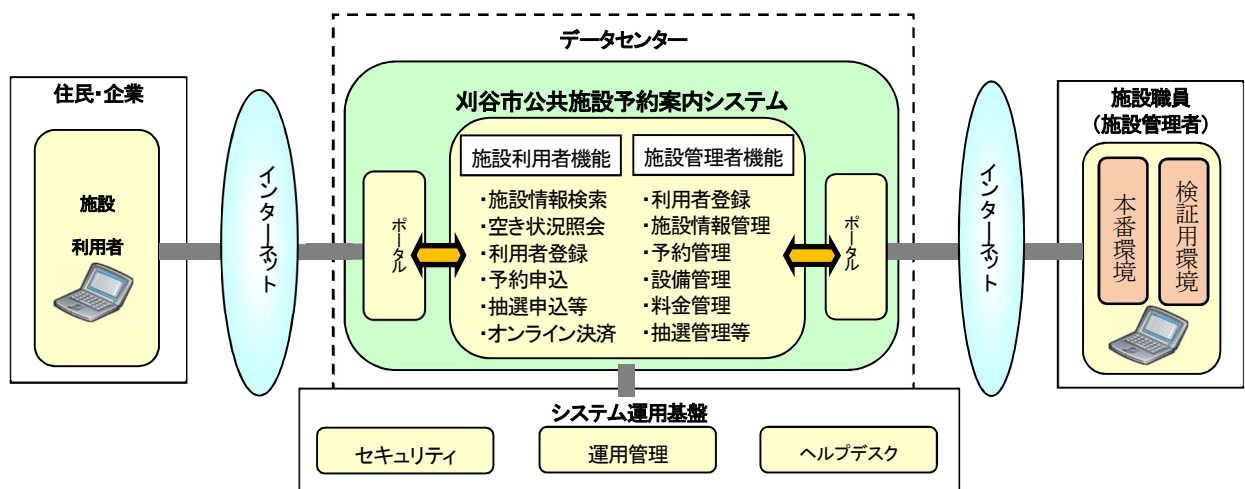 データセンター
住民・企業
施設
利用者
インターネット
刈谷市公共施設予約案内システム
ポータル
施設利用者機能
・施設情報検索
・空き状況照会
・利用者登録
・予約申込
・抽選申込等
・オンライン決済
施設管理者機能
・利用者登録
・施設情報管理
・予約管理
・設備管理
・料金管理
・抽選管理等
ポータル
インターネット
施設職員
(施設管理者)
本番環境
検証用環境
システム運用基盤
セキュリティ
運用管理
ヘルプデスク